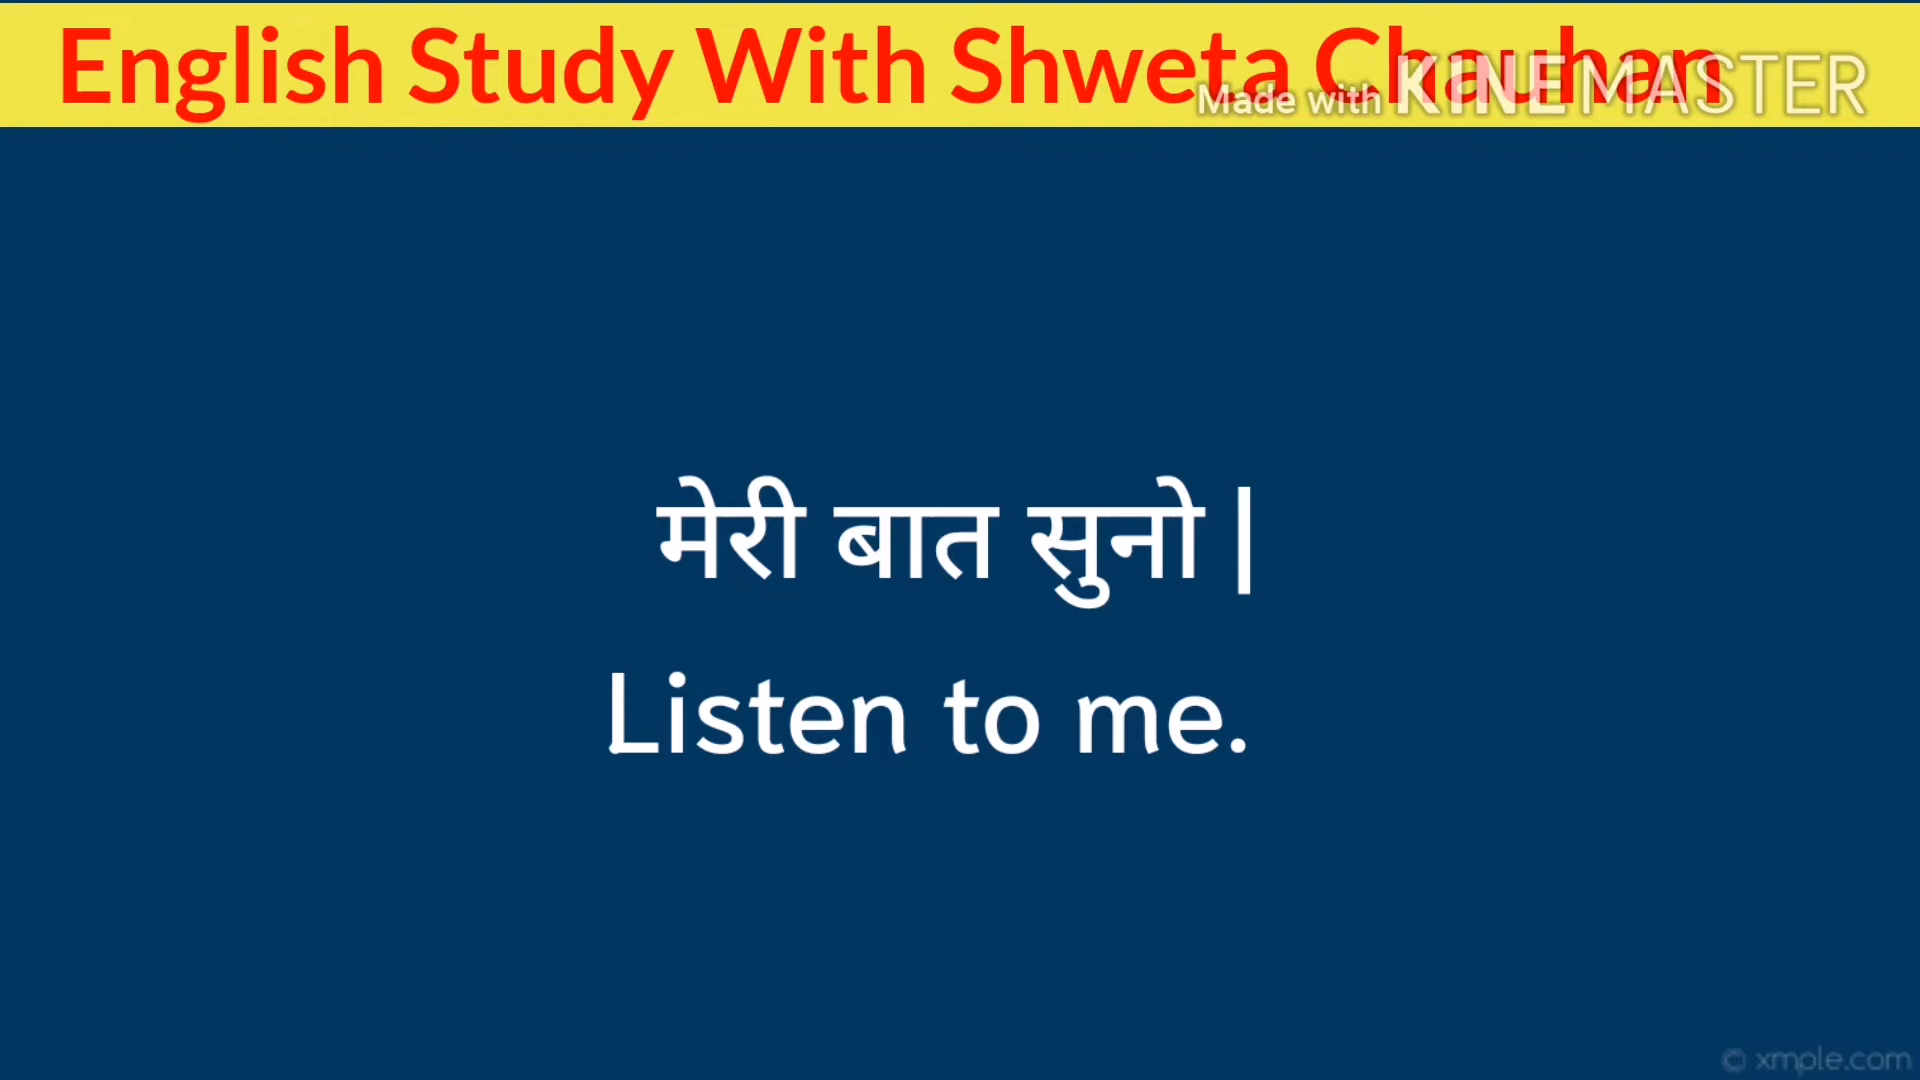 English Study With Shweta Chauhan
Made with KINEMASTER
मेरी बात सुनो |
Listen to me.
© xmple.com